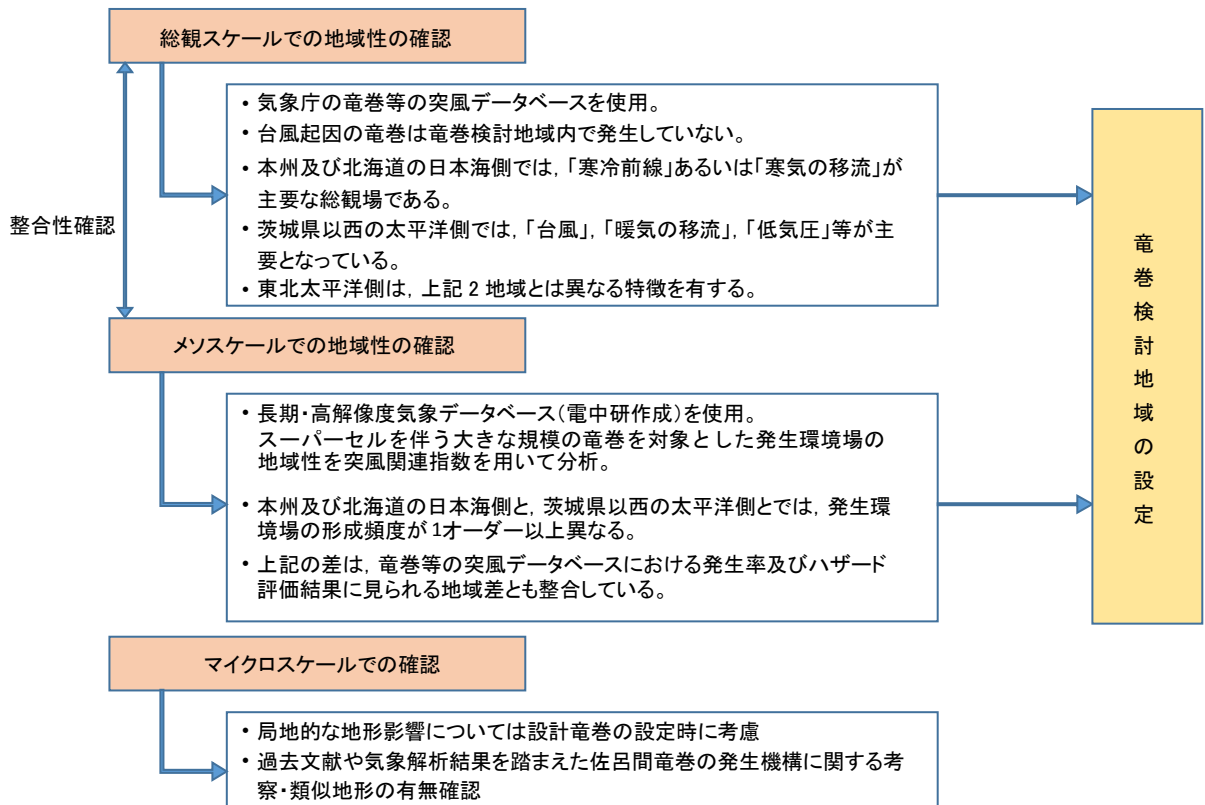 総観スケールでの地域性の確認
・気象庁の竜巻等の突風データベースを使用。
・台風起因の竜巻は竜巻検討地域内で発生していない。
・本州及び北海道の日本海側では,「寒冷前線」あるいは「寒気の移流」が
主要な総観場である。
・茨城県以西の太平洋側では,「台風」,「暖気の移流」,「低気圧」等が主
要となっている。
・東北太平洋側は, 上記 2 地域とは異なる特徴を有する。
整合性確認
メソスケールでの地域性の確認
・長期・高解像度気象データベース(電中研作成)を使用。
スーパーセルを伴う大きな規模の竜巻を対象とした発生環境場の
地域性を突風関連指数を用いて分析。
・本州及び北海道の日本海側と, 茨城県以西の太平洋側とでは, 発生環
境場の形成頻度が 1オーダー以上異なる。
・上記の差は, 竜巻等の突風データベースにおける発生率及びハザード
評価結果に見られる地域差とも整合している。
マイクロスケールでの確認
・局地的な地形影響については設計竜巻の設定時に考慮
・過去文献や気象解析結果を踏まえた佐呂間竜巻の発生機構に関する考
察・類似地形の有無確認
竜巻検討地域の設定